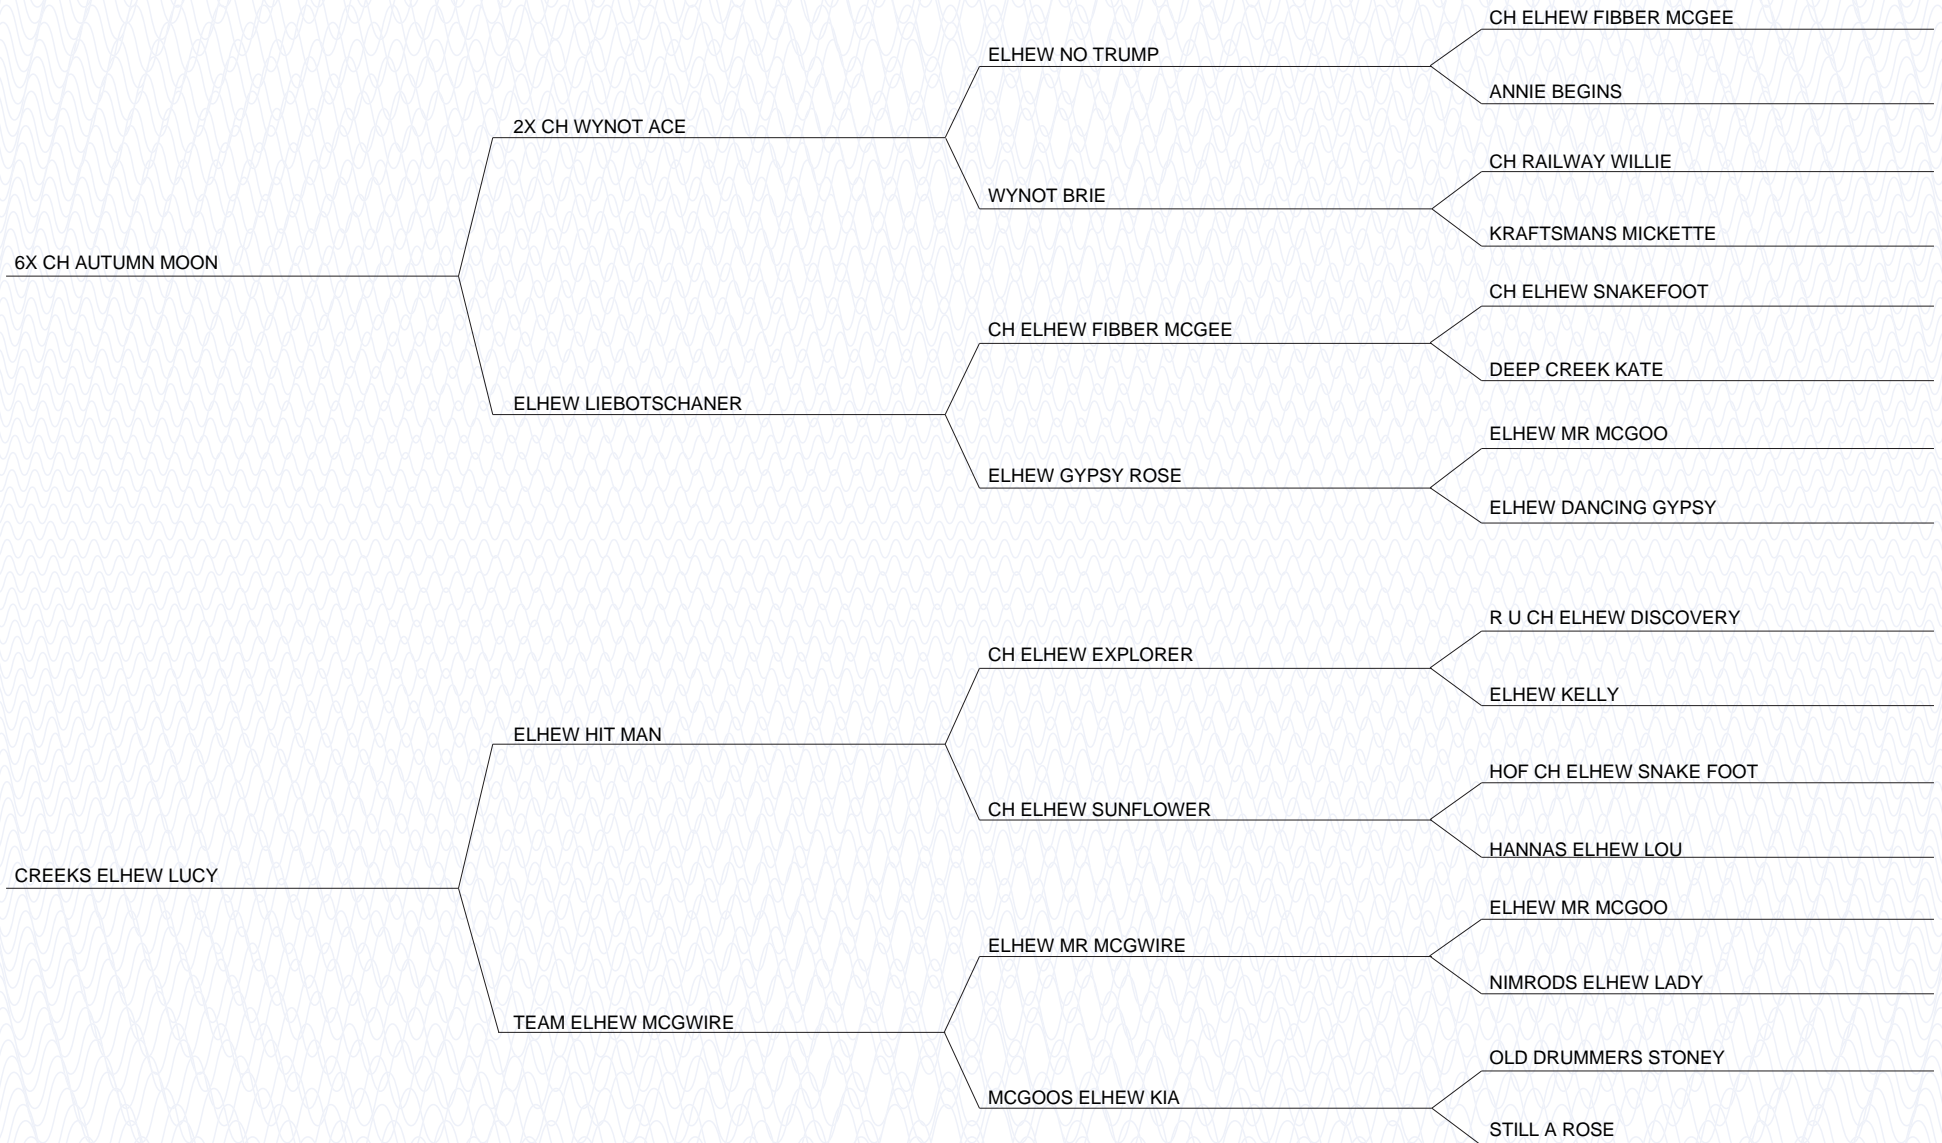 6X CH AUTUMN MOON
2X CH WYNOT ACE
ELHEW NO TRUMP
CH ELHEW FIBBER MCGEE
ANNIE BEGINS
WYNOT BRIE
CH RAILWAY WILLIE
KRAFTSMANS MICKETTE
ELHEW LIEBOTSCHANER
CH ELHEW FIBBER MCGEE
CH ELHEW SNAKEFOOT
DEEP CREEK KATE
ELHEW GYPSY ROSE
ELHEW MR MCGOO
ELHEW DANCING GYPSY
CREEKS ELHEW LUCY
ELHEW HIT MAN
CH ELHEW EXPLORER
R U CH ELHEW DISCOVERY
ELHEW KELLY
CH ELHEW SUNFLOWER
HOF CH ELHEW SNAKE FOOT
HANNAS ELHEW LOU
TEAM ELHEW MCGWIRE
ELHEW MR MCGWIRE
ELHEW MR MCGOO
NIMRODS ELHEW LADY
MCGOOS ELHEW KIA
OLD DRUMMERS STONEY
STILL A ROSE